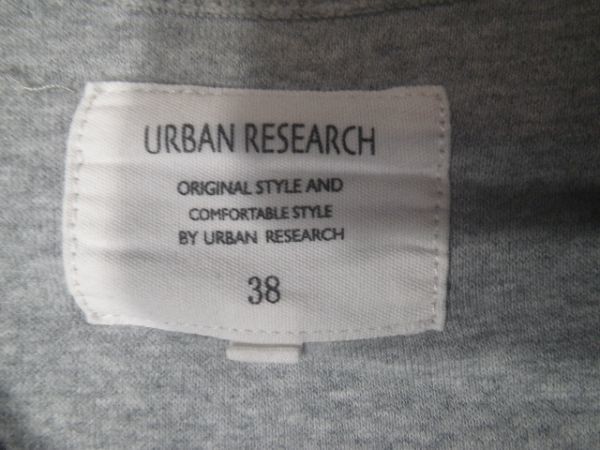 URBAN RESEARCH
ORIGINAL STYLE AND
COMFORTABLE STYLE
BY URBAN RESEARCH
38